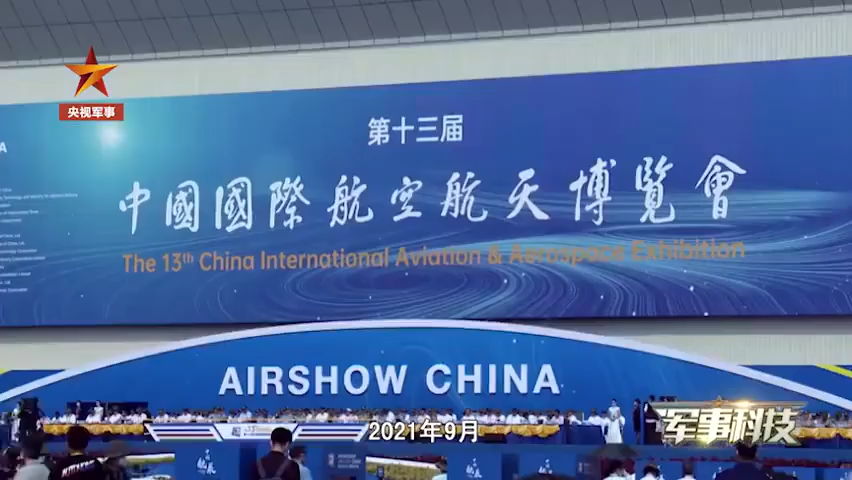 央视军事
第十三届
中國國際航空航天博覽會
The 13th China International Aviation & Aerospace Exhibition
AIRSHOW CHINA
2021年9月
军事科技